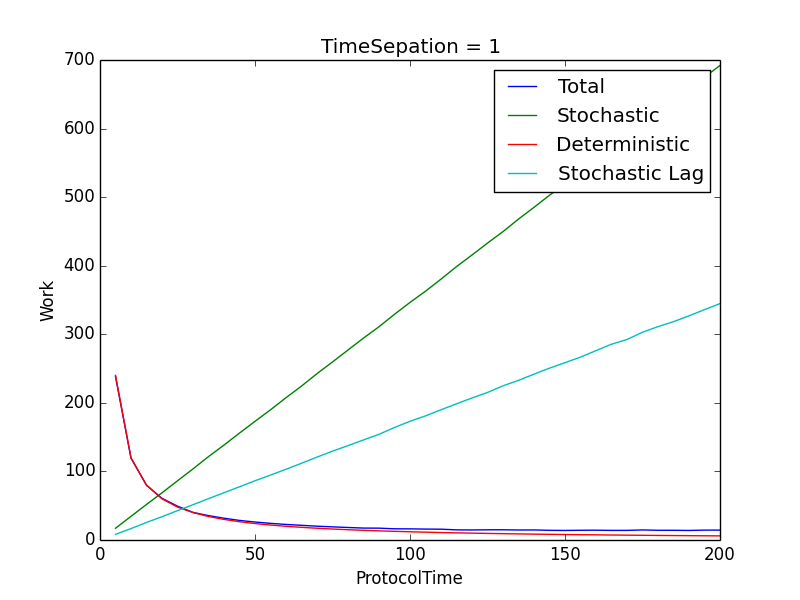 TimeSepation = 1
700
600
500
400
300
200
100
0
Work
Total
Stochastic
Deterministic
Stochastic Lag
0
50
100
150
200
ProtocolTime